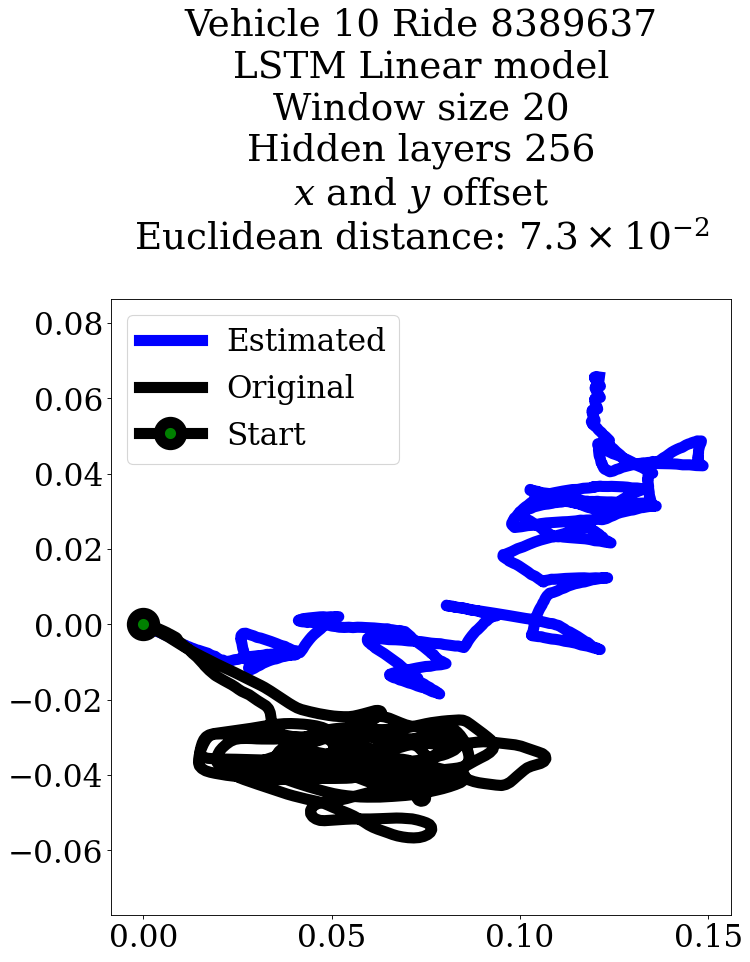 Vehicle 10 Ride 8389637
LSTM Linear model
Window size 20
Hidden layers 256
x and y offset
Euclidean distance: 7.3 × 10⁻²
Estimated
Original
Start
0.08
0.06
0.04
0.02
0.00
−0.02
−0.04
−0.06
0.00 0.05 0.10 0.15